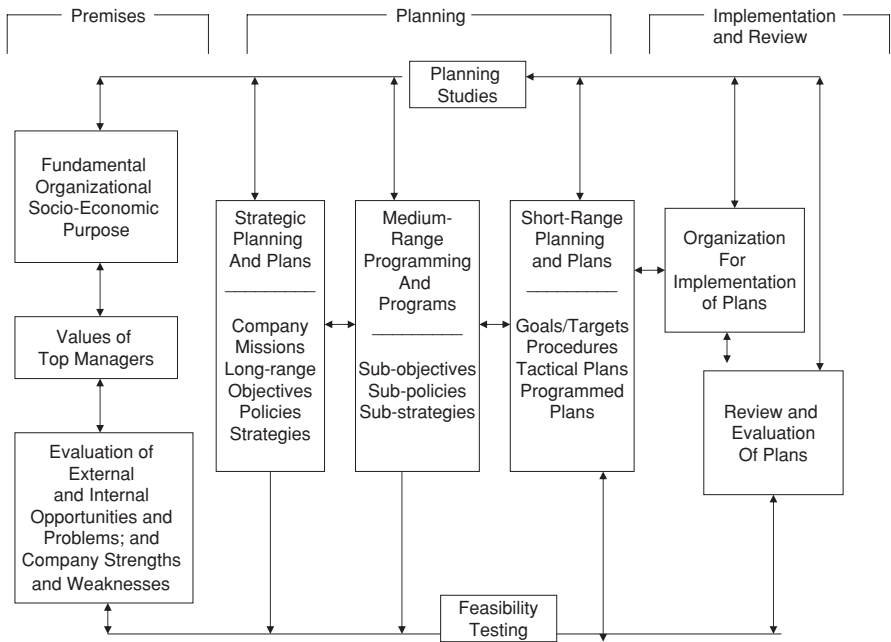 Premises
Planning
Implementation
and Review
Planning
Studies
Fundamental
Organizational
Socio-Economic
Purpose
Values of
Top Managers
Evaluation of
External
and Internal
Opportunities and
Problems; and
Company Strengths
and Weaknesses
Strategic
Planning
And Plans
Company
Missions
Long-range
Objectives
Policies
Strategies
Medium-
Range
Programming
And
Programs
Sub-objectives
Sub-policies
Sub-strategies
Short-Range
Planning
and Plans
Goals/Targets
Procedures
Tactical Plans
Programmed
Plans
Organization
For
Implementation
of Plans
Review and
Evaluation
Of Plans
Feasibility
Testing